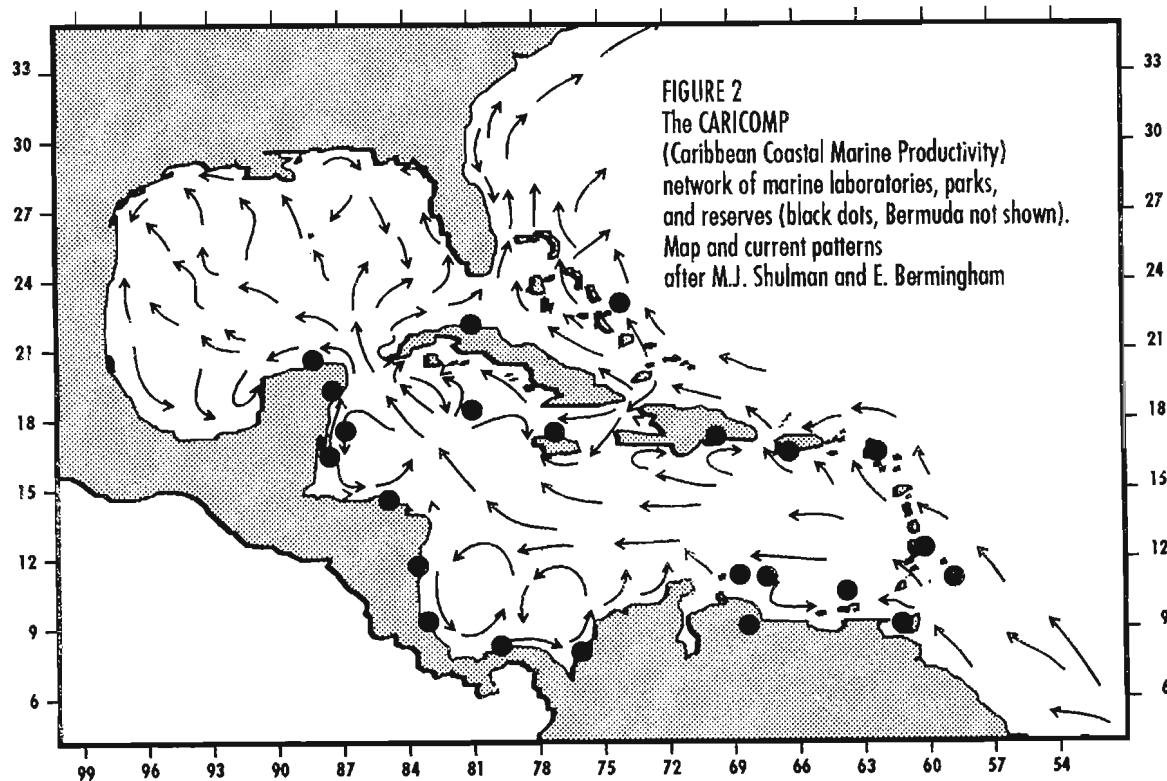 FIGURE 2
The CARICOMP
(Caribbean Coastal Marine Productivity)
network of marine laboratories, parks,
and reserves (black dots, Bermuda not shown).
Map and current patterns
after M.J. Shulman and E. Bermingham
33 33
30 30
27 27
24 24
21 21
18 18
15 15
12 12
9 9
6 6
99 96 93 90 87 84 81 78 75 72 69 66 63 60 57 54